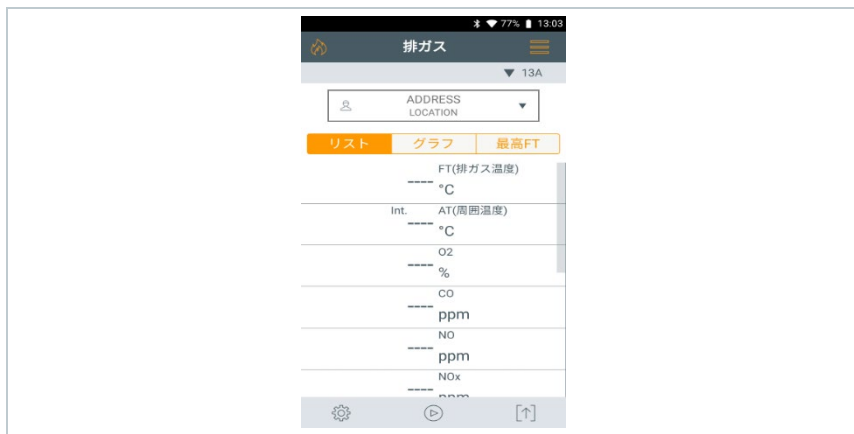 77% 13:03
排ガス
▼ 13A
ADDRESS
LOCATION
リスト グラフ 最高FT
FT(排ガス温度)
---- °C
Int. AT(周囲温度)
---- °C
O2
---- %
CO
---- ppm
NO
---- ppm
NOx
---- ppm